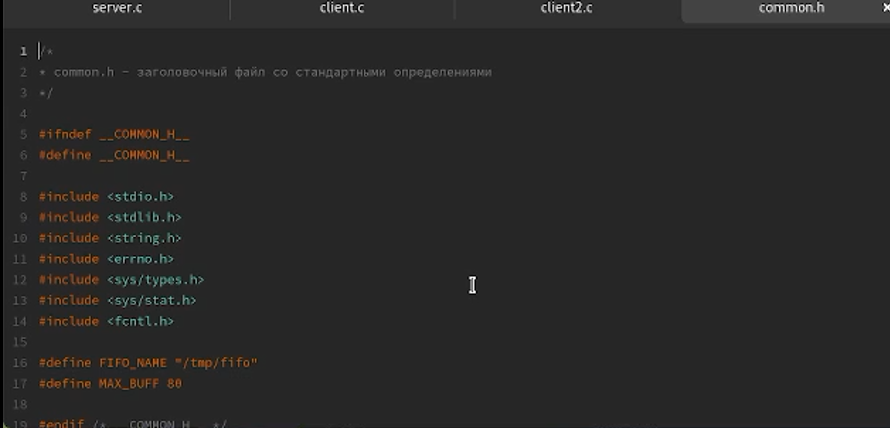 server.c client.c client2.c common.h ×
1 /*
2 * common.h - заголовочный файл со стандартными определениями
3 */
4
5 #ifndef __COMMON_H__
6 #define __COMMON_H__
7
8 #include <stdio.h>
9 #include <stdlib.h>
10 #include <string.h>
11 #include <errno.h>
12 #include <sys/types.h>
13 #include <sys/stat.h>
14 #include <fcntl.h>
15
16 #define FIFO_NAME "/tmp/fifo"
17 #define MAX_BUFF 80
18
19 #endif /* __COMMON_H__ */